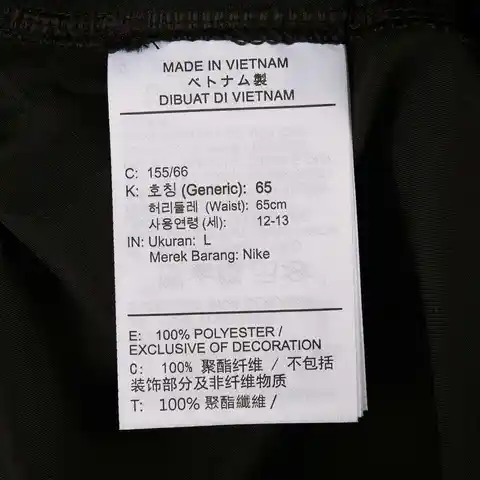 MADE IN VIETNAM
ベトナム製
DIBUAT DI VIETNAM
C: 155/66
K: 호칭 (Generic): 65
허리둘레 (Waist): 65cm
사용연령 (세): 12-13
IN: Ukuran: L
Merek Barang: Nike
E: 100% POLYESTER /
EXCLUSIVE OF DECORATION
C: 100% 聚酯纤维 / 不包括
装饰部分及非纤维物质
T: 100% 聚酯纖維 /